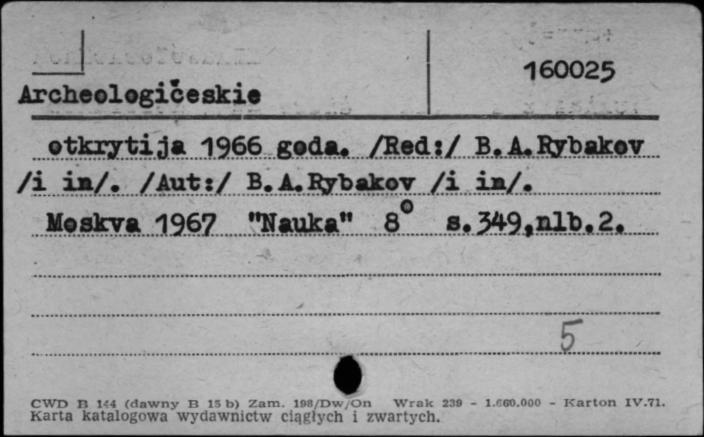 160025
Archeologičeskie
otkrytija 1966 goda. /Red:/ B.A.Rybakov
/i in/. /Aut:/ B.A.Rybakov /i in/.
Moskva 1967 "Nauka" 8° s.349,nlb.2.
5
CWD B 144 (dawny B 15 b) Zam. 198/Dw/On Wrak 239 - 1.660.000 - Karton IV.71.
Karta katalogowa wydawnictw ciągłych i zwartych.